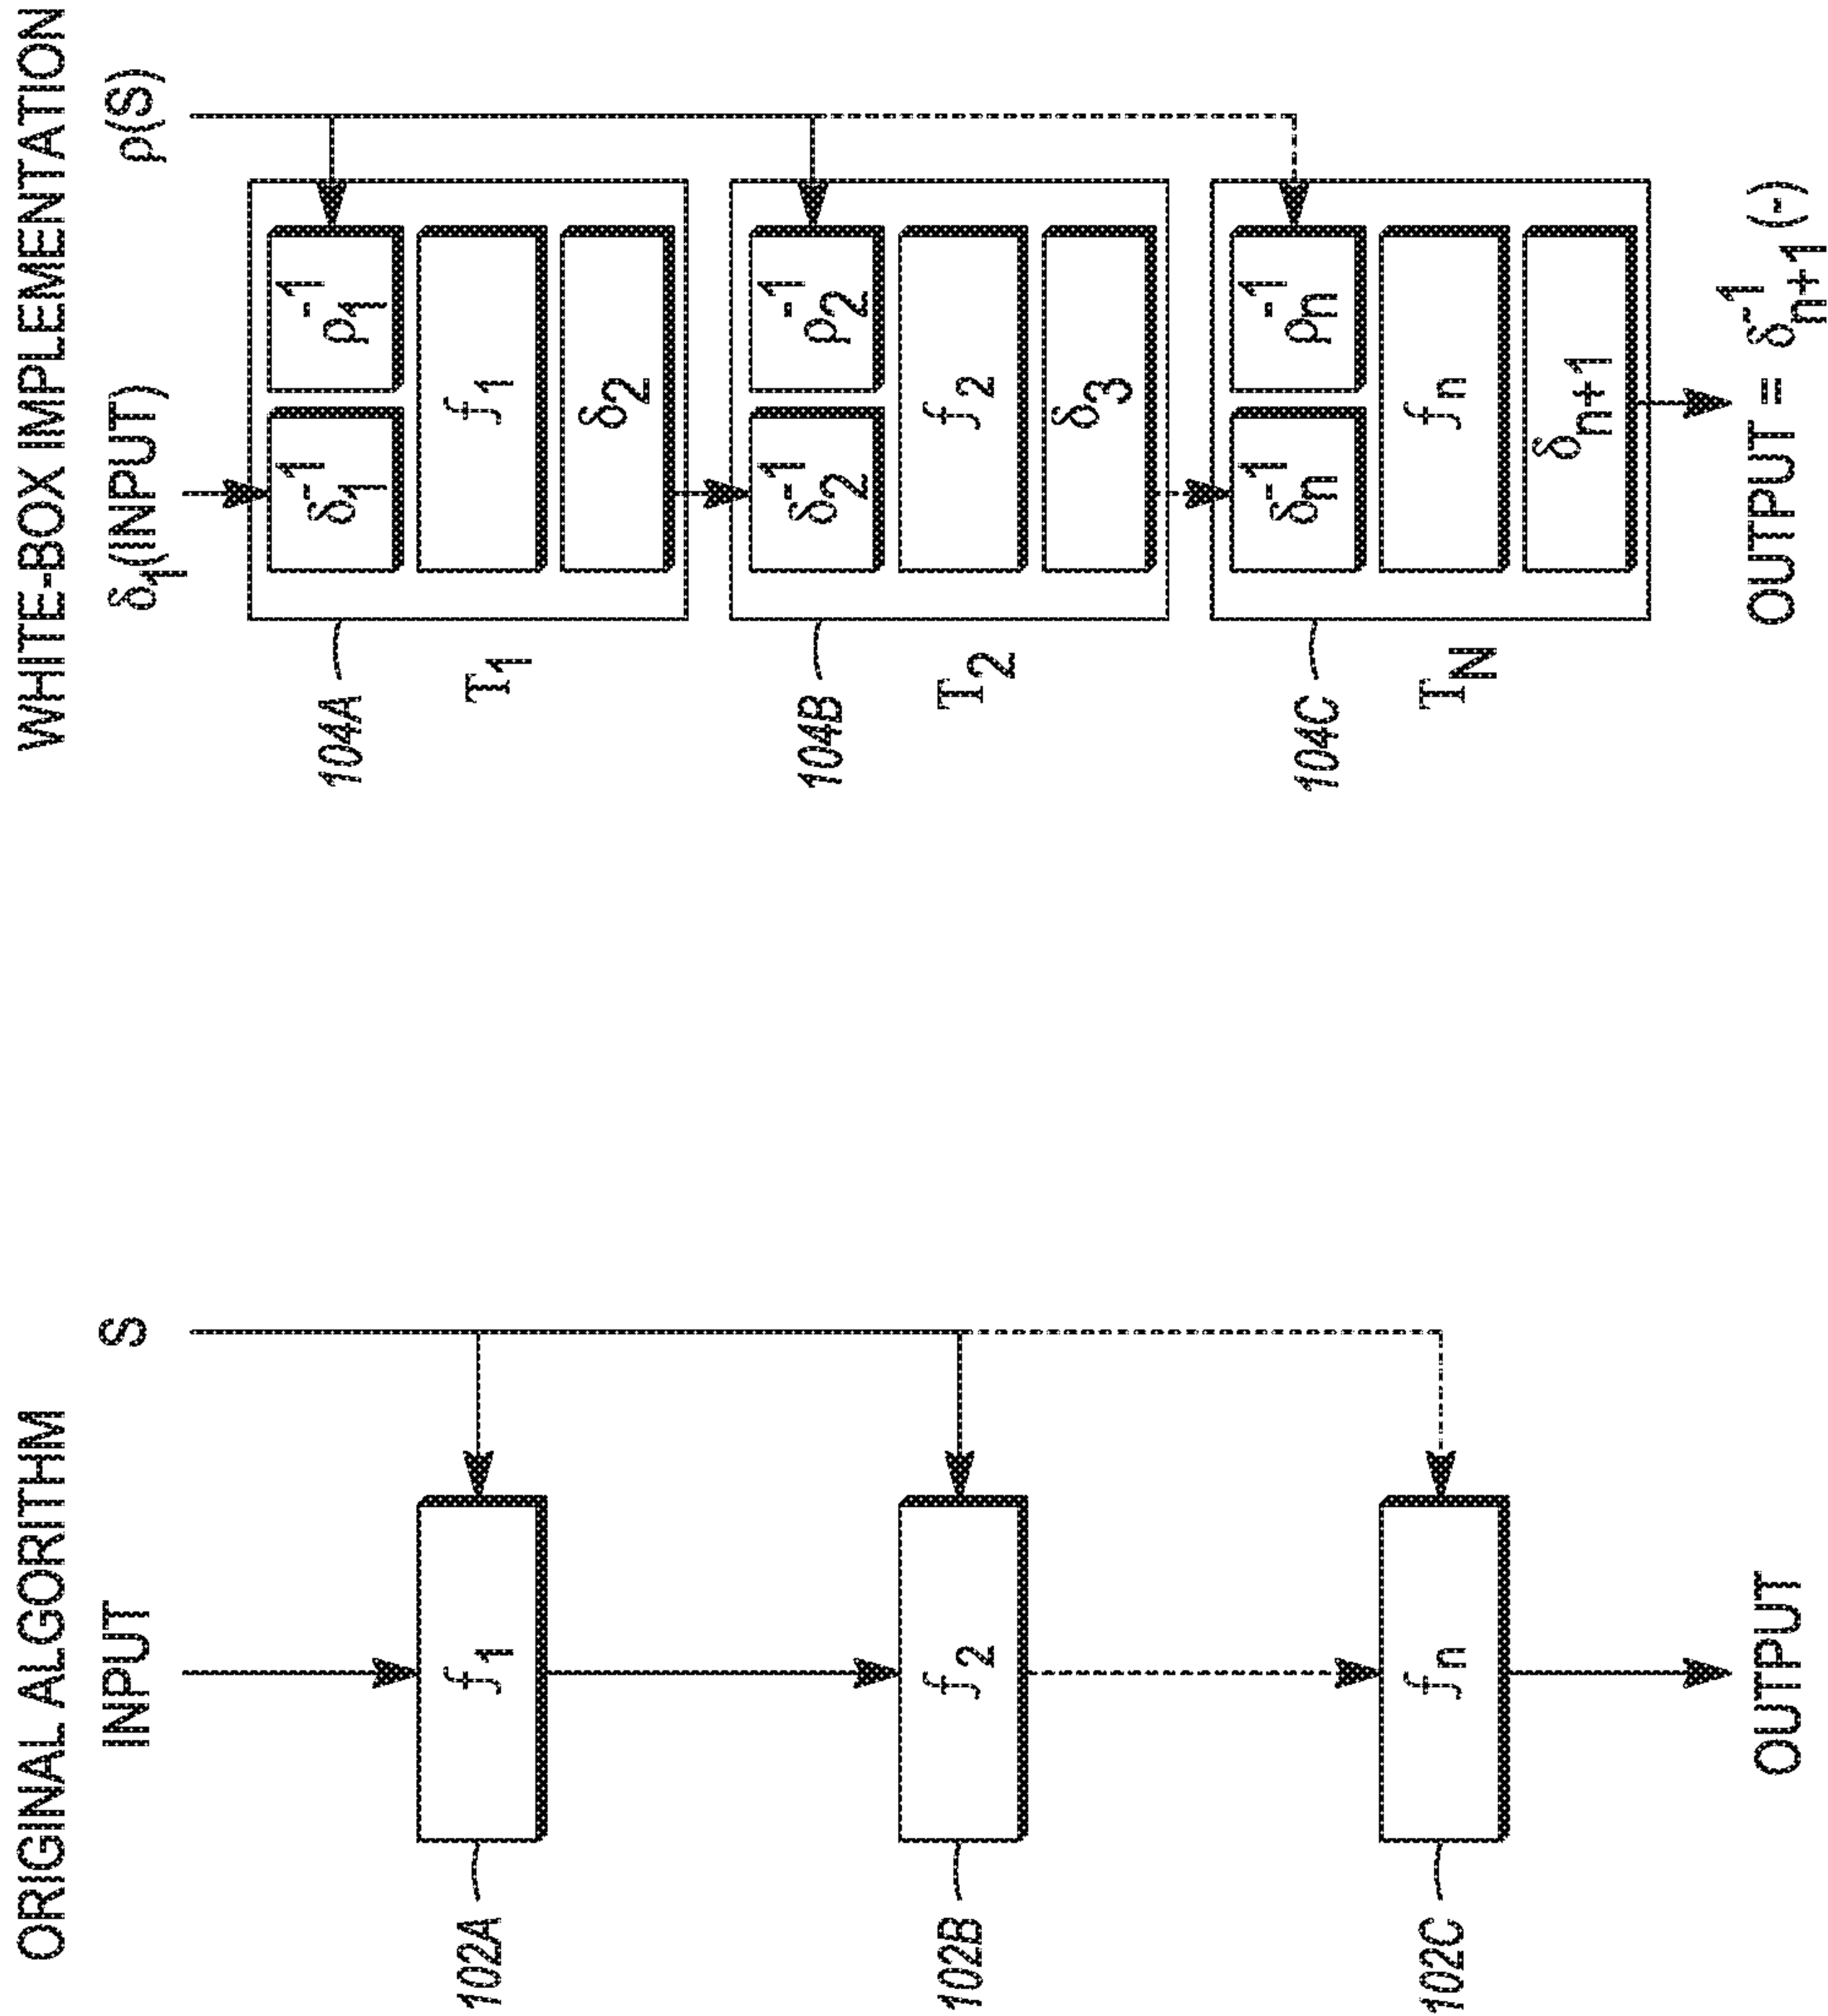 ORIGINAL ALGORITHM
INPUT
S
102A
f1
102B
f2
102C
fn
OUTPUT
WHITE-BOX IMPLEMENTATION
δ1(INPUT)
ρ(S)
104A
T1
δ1^-1
ρ1^-1
f1
δ2
104B
T2
δ2^-1
ρ2^-1
f2
δ3
104C
TN
δn^-1
ρn^-1
fn
δn+1
OUTPUT = δn+1^-1 (-)